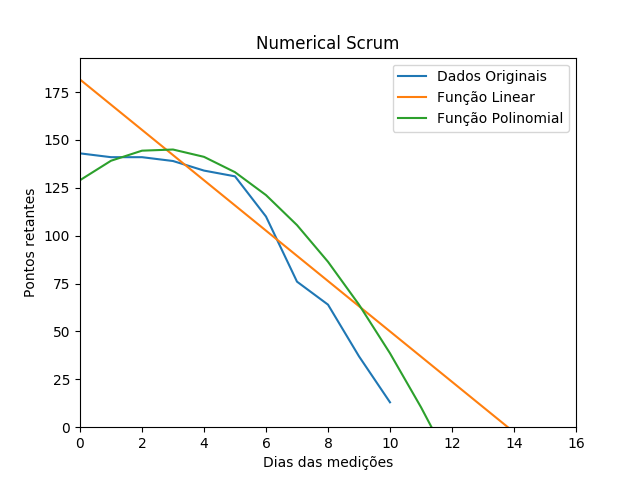 Numerical Scrum
Dados Originais
Função Linear
Função Polinomial
Pontos retantes
175
150
125
100
75
50
25
0
0 2 4 6 8 10 12 14 16
Dias das medições